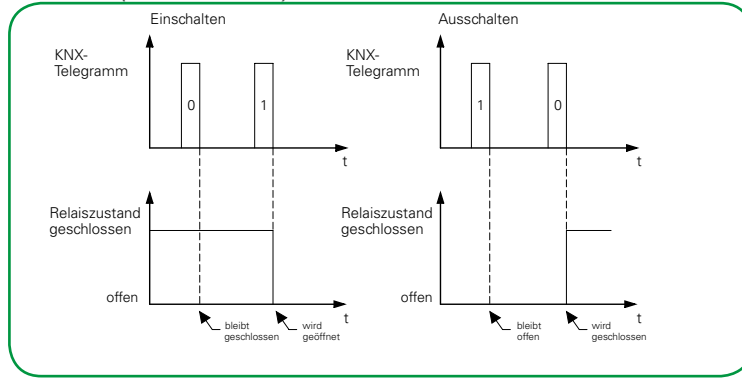 Einschalten
KNX-
Telegramm
0
1
t
Relaiszustand
geschlossen
offen
t
bleibt
geschlossen
wird
geöffnet
Ausschalten
KNX-
Telegramm
1
0
t
Relaiszustand
geschlossen
offen
t
bleibt
offen
wird
geschlossen